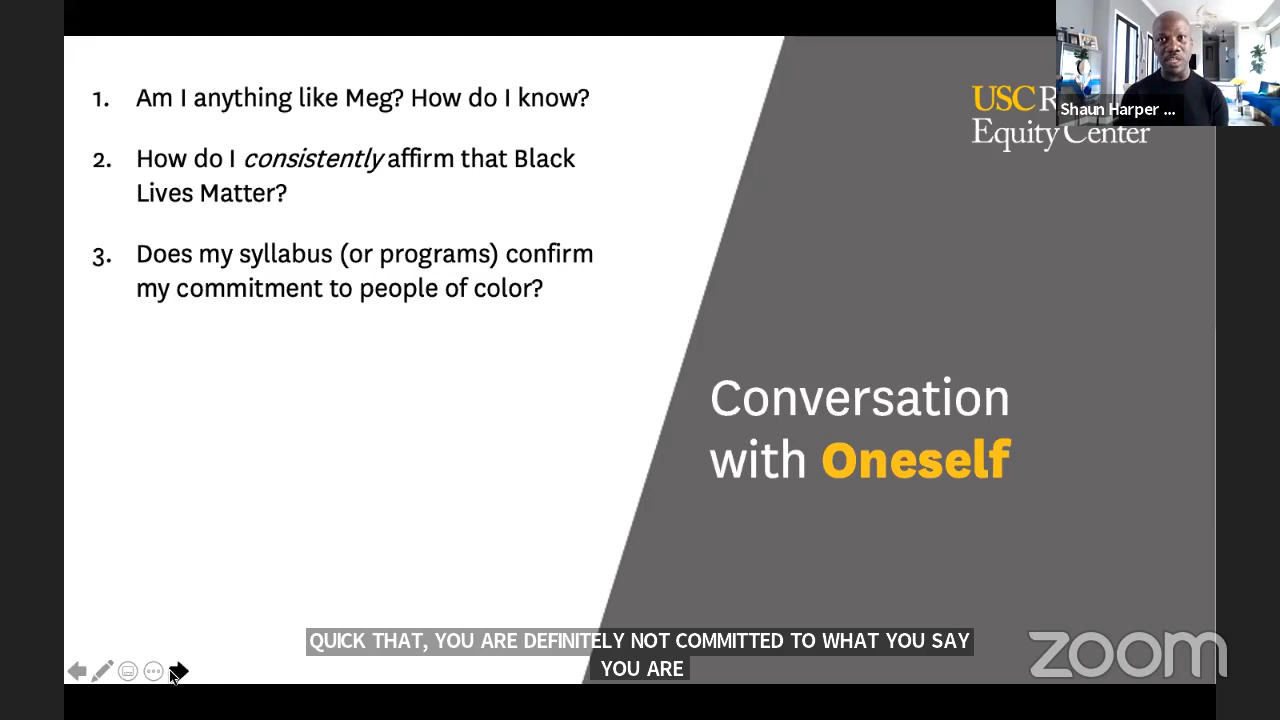 1. Am I anything like Meg? How do I know?
2. How do I consistently affirm that Black
Lives Matter?
3. Does my syllabus (or programs) confirm
my commitment to people of color?
USC R
Equity Center
Shaun Harper ...
Conversation
with Oneself
QUICK THAT, YOU ARE DEFINITELY NOT COMMITTED TO WHAT YOU SAY
YOU ARE
zoom